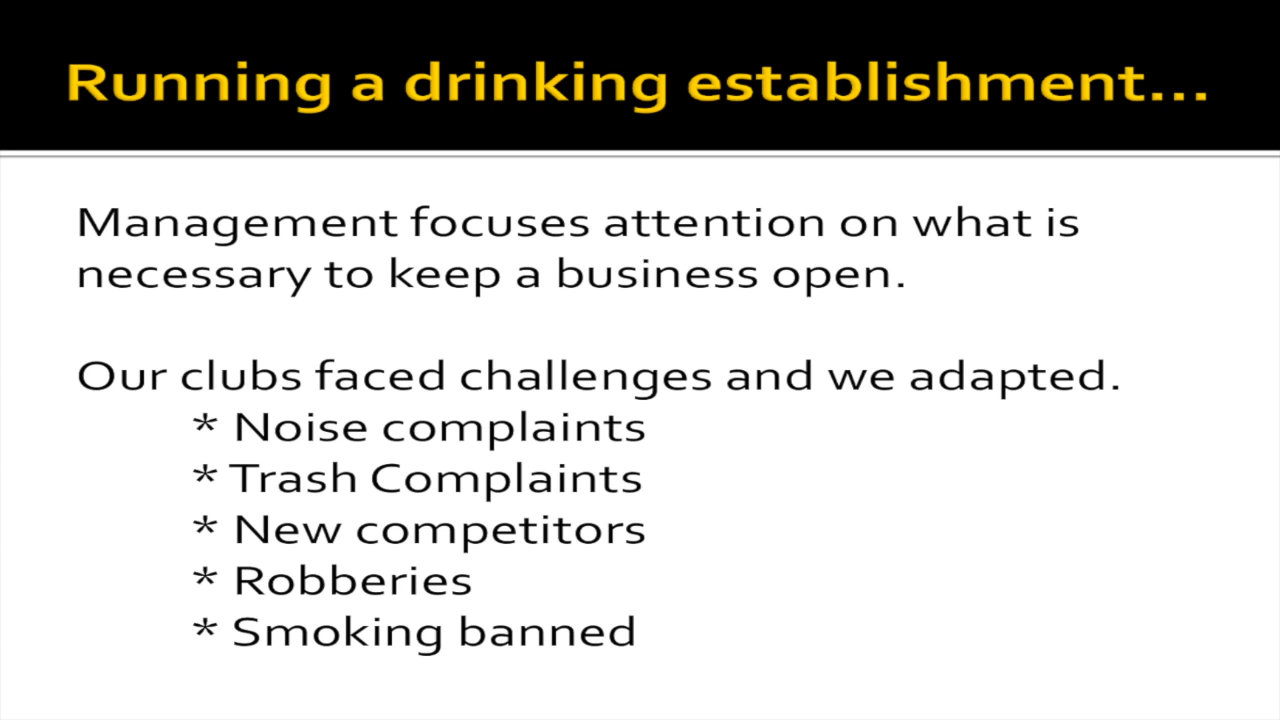 Running a drinking establishment...
Management focuses attention on what is
necessary to keep a business open.
Our clubs faced challenges and we adapted.
* Noise complaints
* Trash Complaints
* New competitors
* Robberies
* Smoking banned